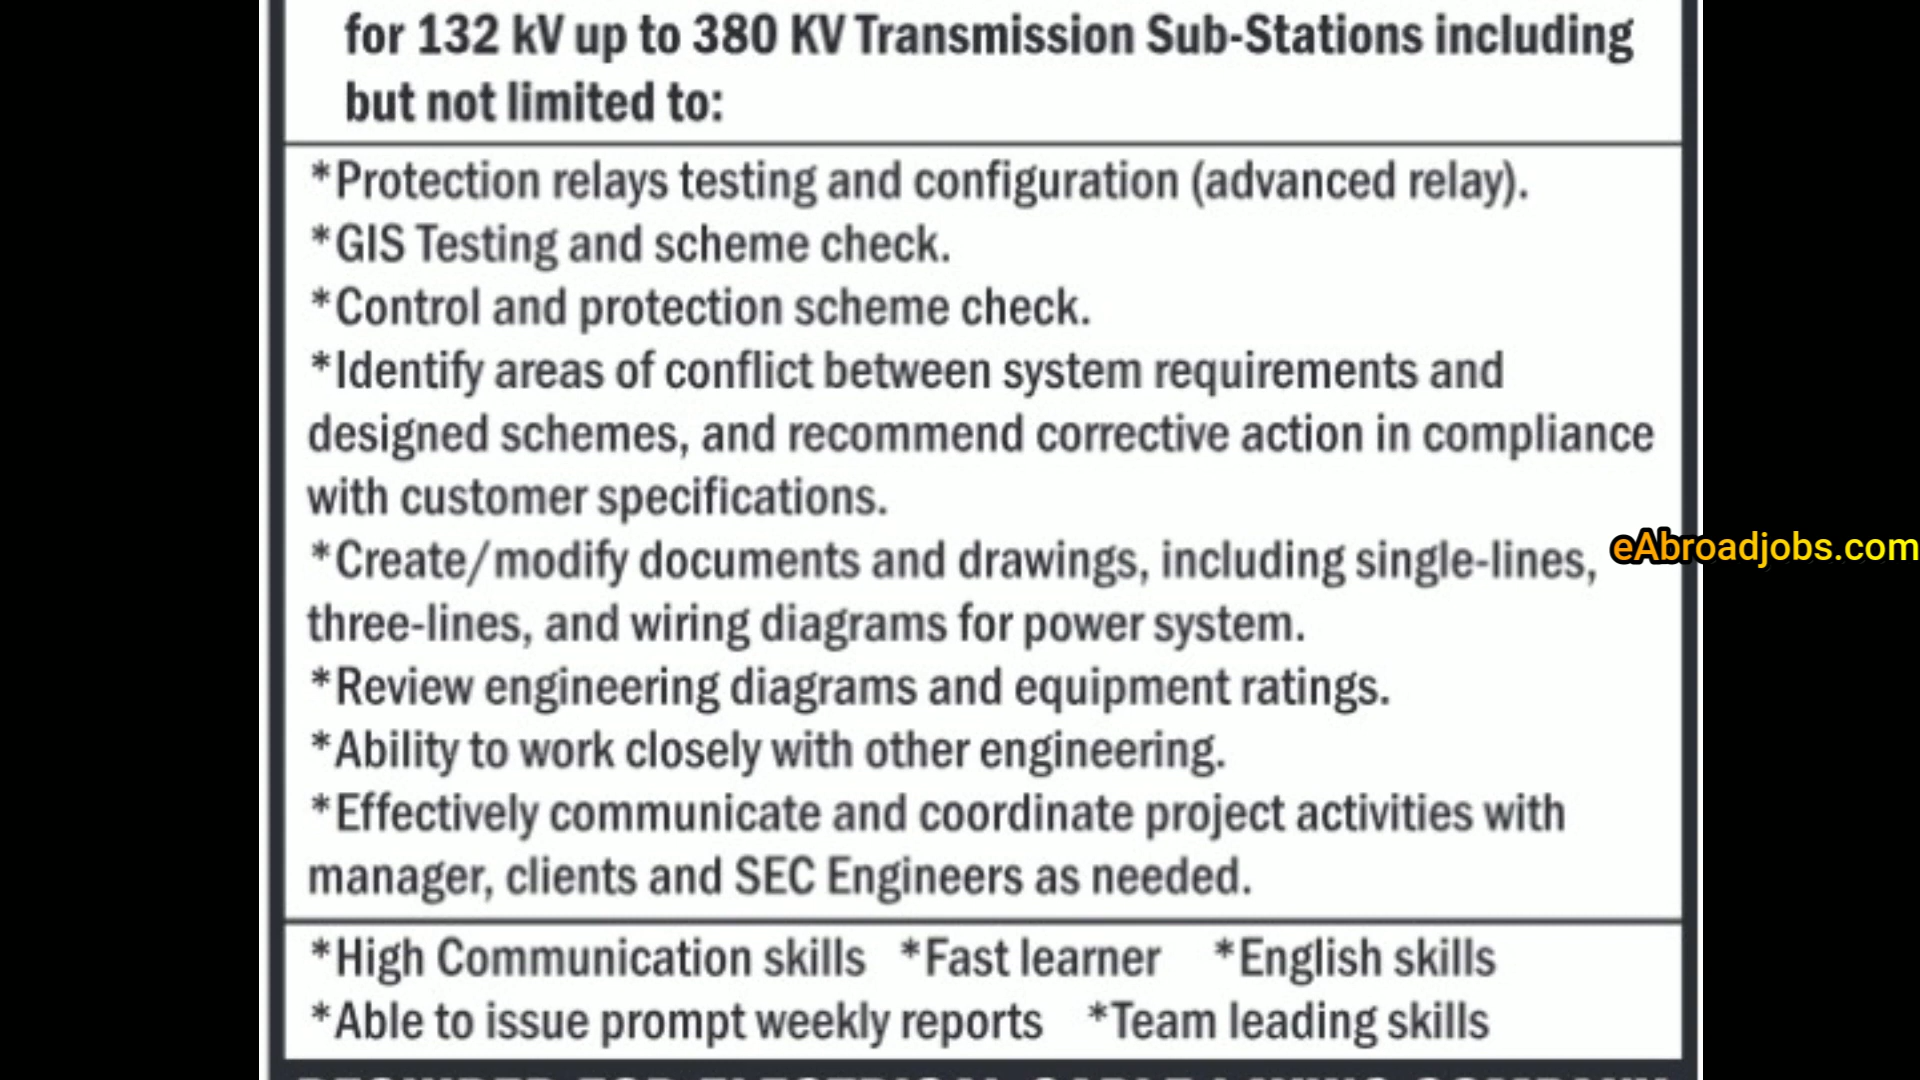 for 132 kV up to 380 KV Transmission Sub-Stations including
but not limited to:
*Protection relays testing and configuration (advanced relay).
*GIS Testing and scheme check.
*Control and protection scheme check.
*Identify areas of conflict between system requirements and
designed schemes, and recommend corrective action in compliance
with customer specifications.
*Create/modify documents and drawings, including single-lines,
eAbroadjobs.com
three-lines, and wiring diagrams for power system.
*Review engineering diagrams and equipment ratings.
*Ability to work closely with other engineering.
*Effectively communicate and coordinate project activities with
manager, clients and SEC Engineers as needed.
*High Communication skills *Fast learner *English skills
*Able to issue prompt weekly reports *Team leading skills